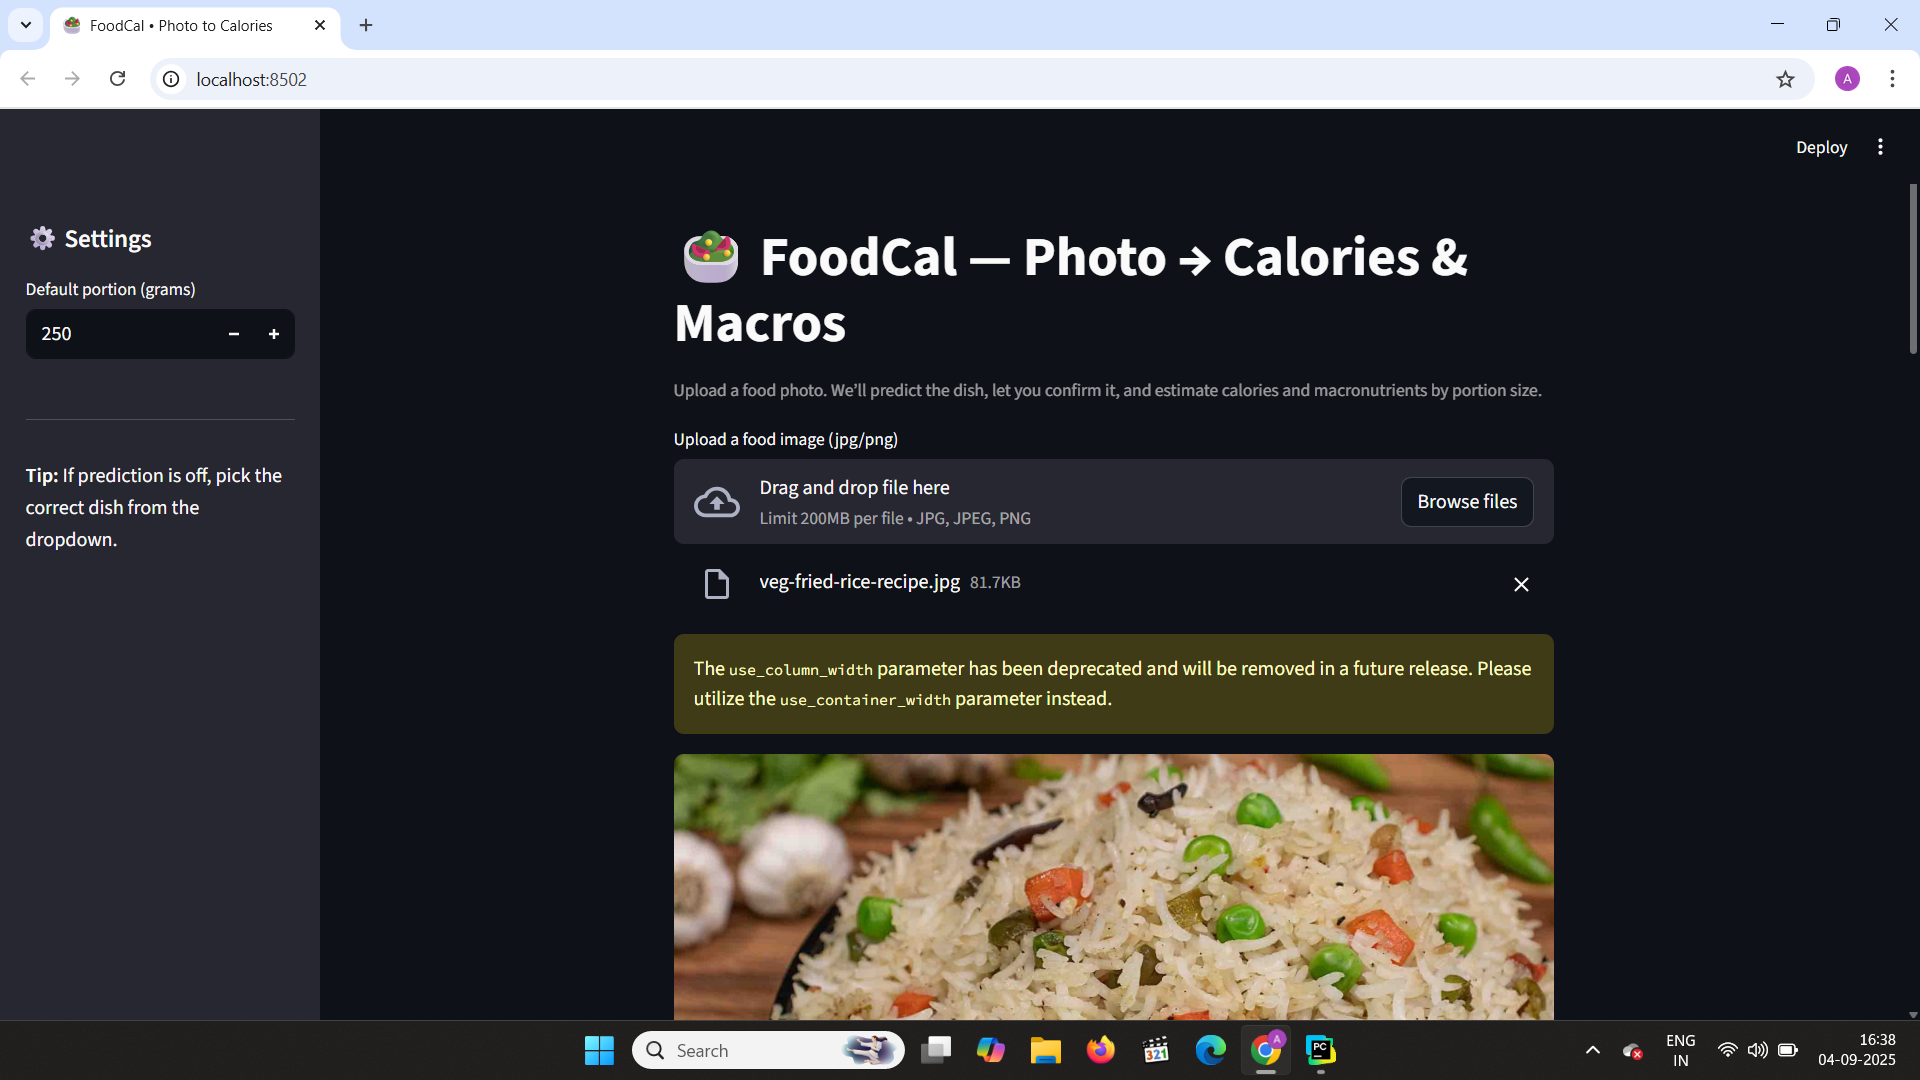 FoodCal • Photo to Calories
localhost:8502
Deploy
Settings
Default portion (grams)
250
Tip: If prediction is off, pick the
correct dish from the
dropdown.
FoodCal — Photo → Calories &
Macros
Upload a food photo. We’ll predict the dish, let you confirm it, and estimate calories and macronutrients by portion size.
Upload a food image (jpg/png)
Drag and drop file here
Limit 200MB per file • JPG, JPEG, PNG
Browse files
veg-fried-rice-recipe.jpg 81.7KB
The use_column_width parameter has been deprecated and will be removed in a future release. Please
utilize the use_container_width parameter instead.
Search
321
A
A
PC
ENG
IN
16:38
04-09-2025